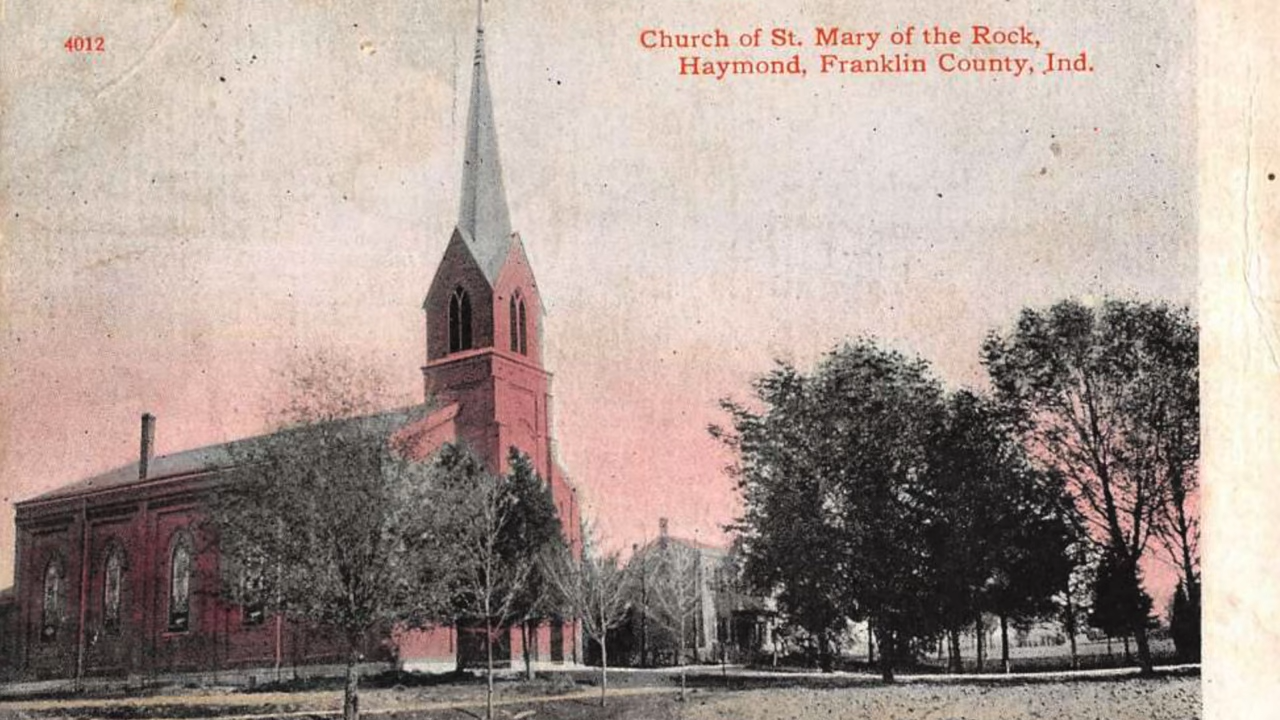 4012
Church of St. Mary of the Rock,
Haymond, Franklin County, Ind.